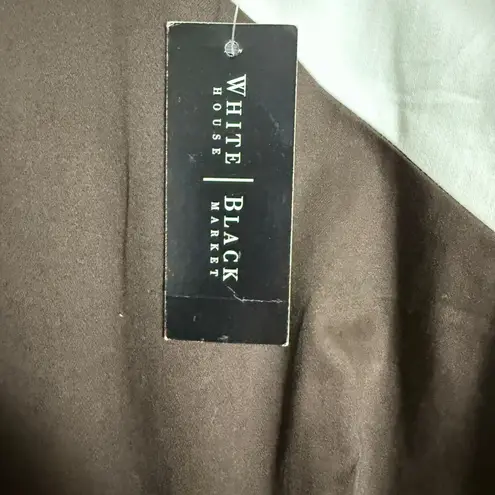 WHITE | BLACK
HOUSE MARKET